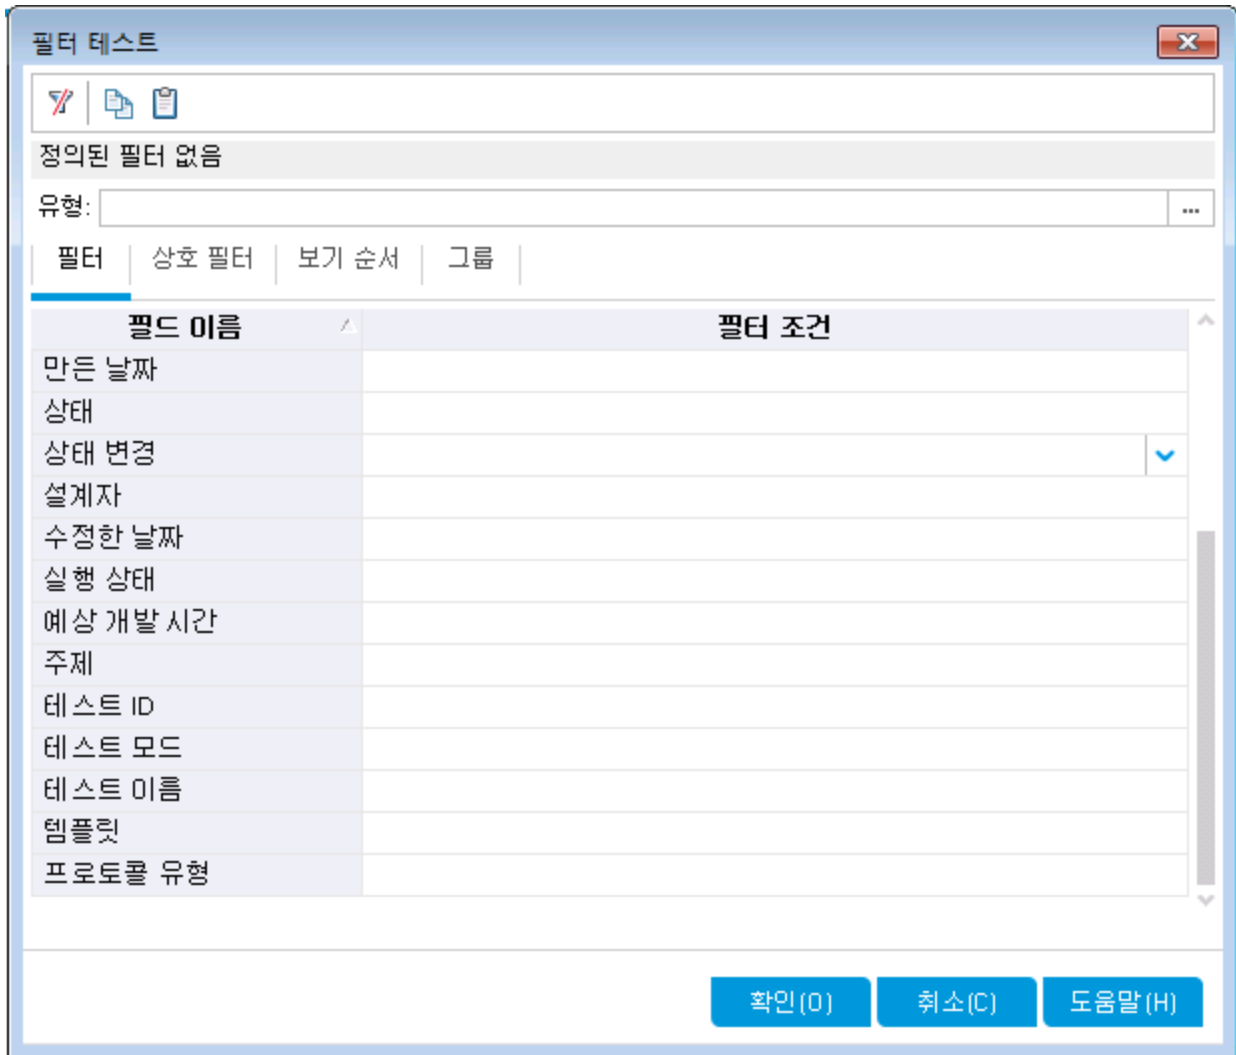 필터 테스트
정의된 필터 없음
유형: ...
필터 상호 필터 보기 순서 그룹
필드 이름 필터 조건
만든 날짜
상태
상태 변경
설계자
수정한 날짜
실행 상태
예상 개발 시간
주제
테스트 ID
테스트 모드
테스트 이름
템플릿
프로토콜 유형
확인(O) 취소(C) 도움말(H)